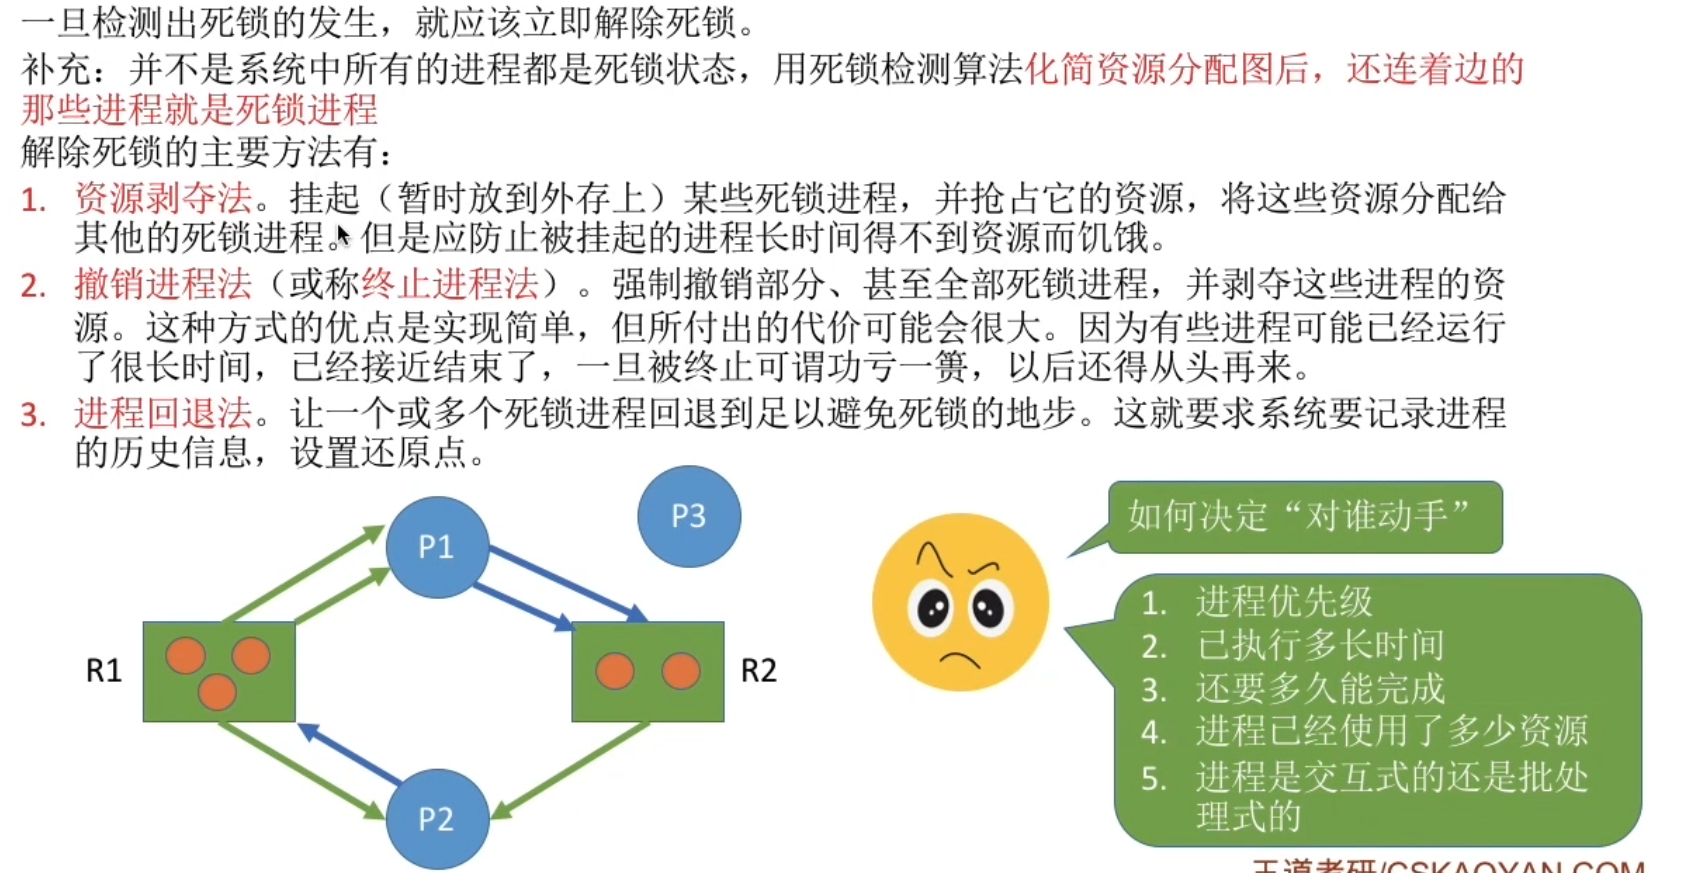 一旦检测出死锁的发生，就应该立即解除死锁。
补充：并不是系统中所有的进程都是死锁状态，用死锁检测算法化简资源分配图后，还连着边的
那些进程就是死锁进程
解除死锁的主要方法有：
1. 资源剥夺法。挂起（暂时放到外存上）某些死锁进程，并抢占它的资源，将这些资源分配给
其他的死锁进程。但是应防止被挂起的进程长时间得不到资源而饥饿。
2. 撤销进程法（或称终止进程法）。强制撤销部分、甚至全部死锁进程，并剥夺这些进程的资
源。这种方式的优点是实现简单，但所付出的代价可能会很大。因为有些进程可能已经运行
了很长时间，已经接近结束了，一旦被终止可谓功亏一篑，以后还得从头再来。
3. 进程回退法。让一个或多个死锁进程回退到足以避免死锁的地步。这就要求系统要记录进程
的历史信息，设置还原点。
P1
P3
R1
R2
P2
如何决定“对谁动手”
1. 进程优先级
2. 已执行多长时间
3. 还要多久能完成
4. 进程已经使用了多少资源
5. 进程是交互式的还是批处
理式的
王道考研/CSKAOYAN.COM